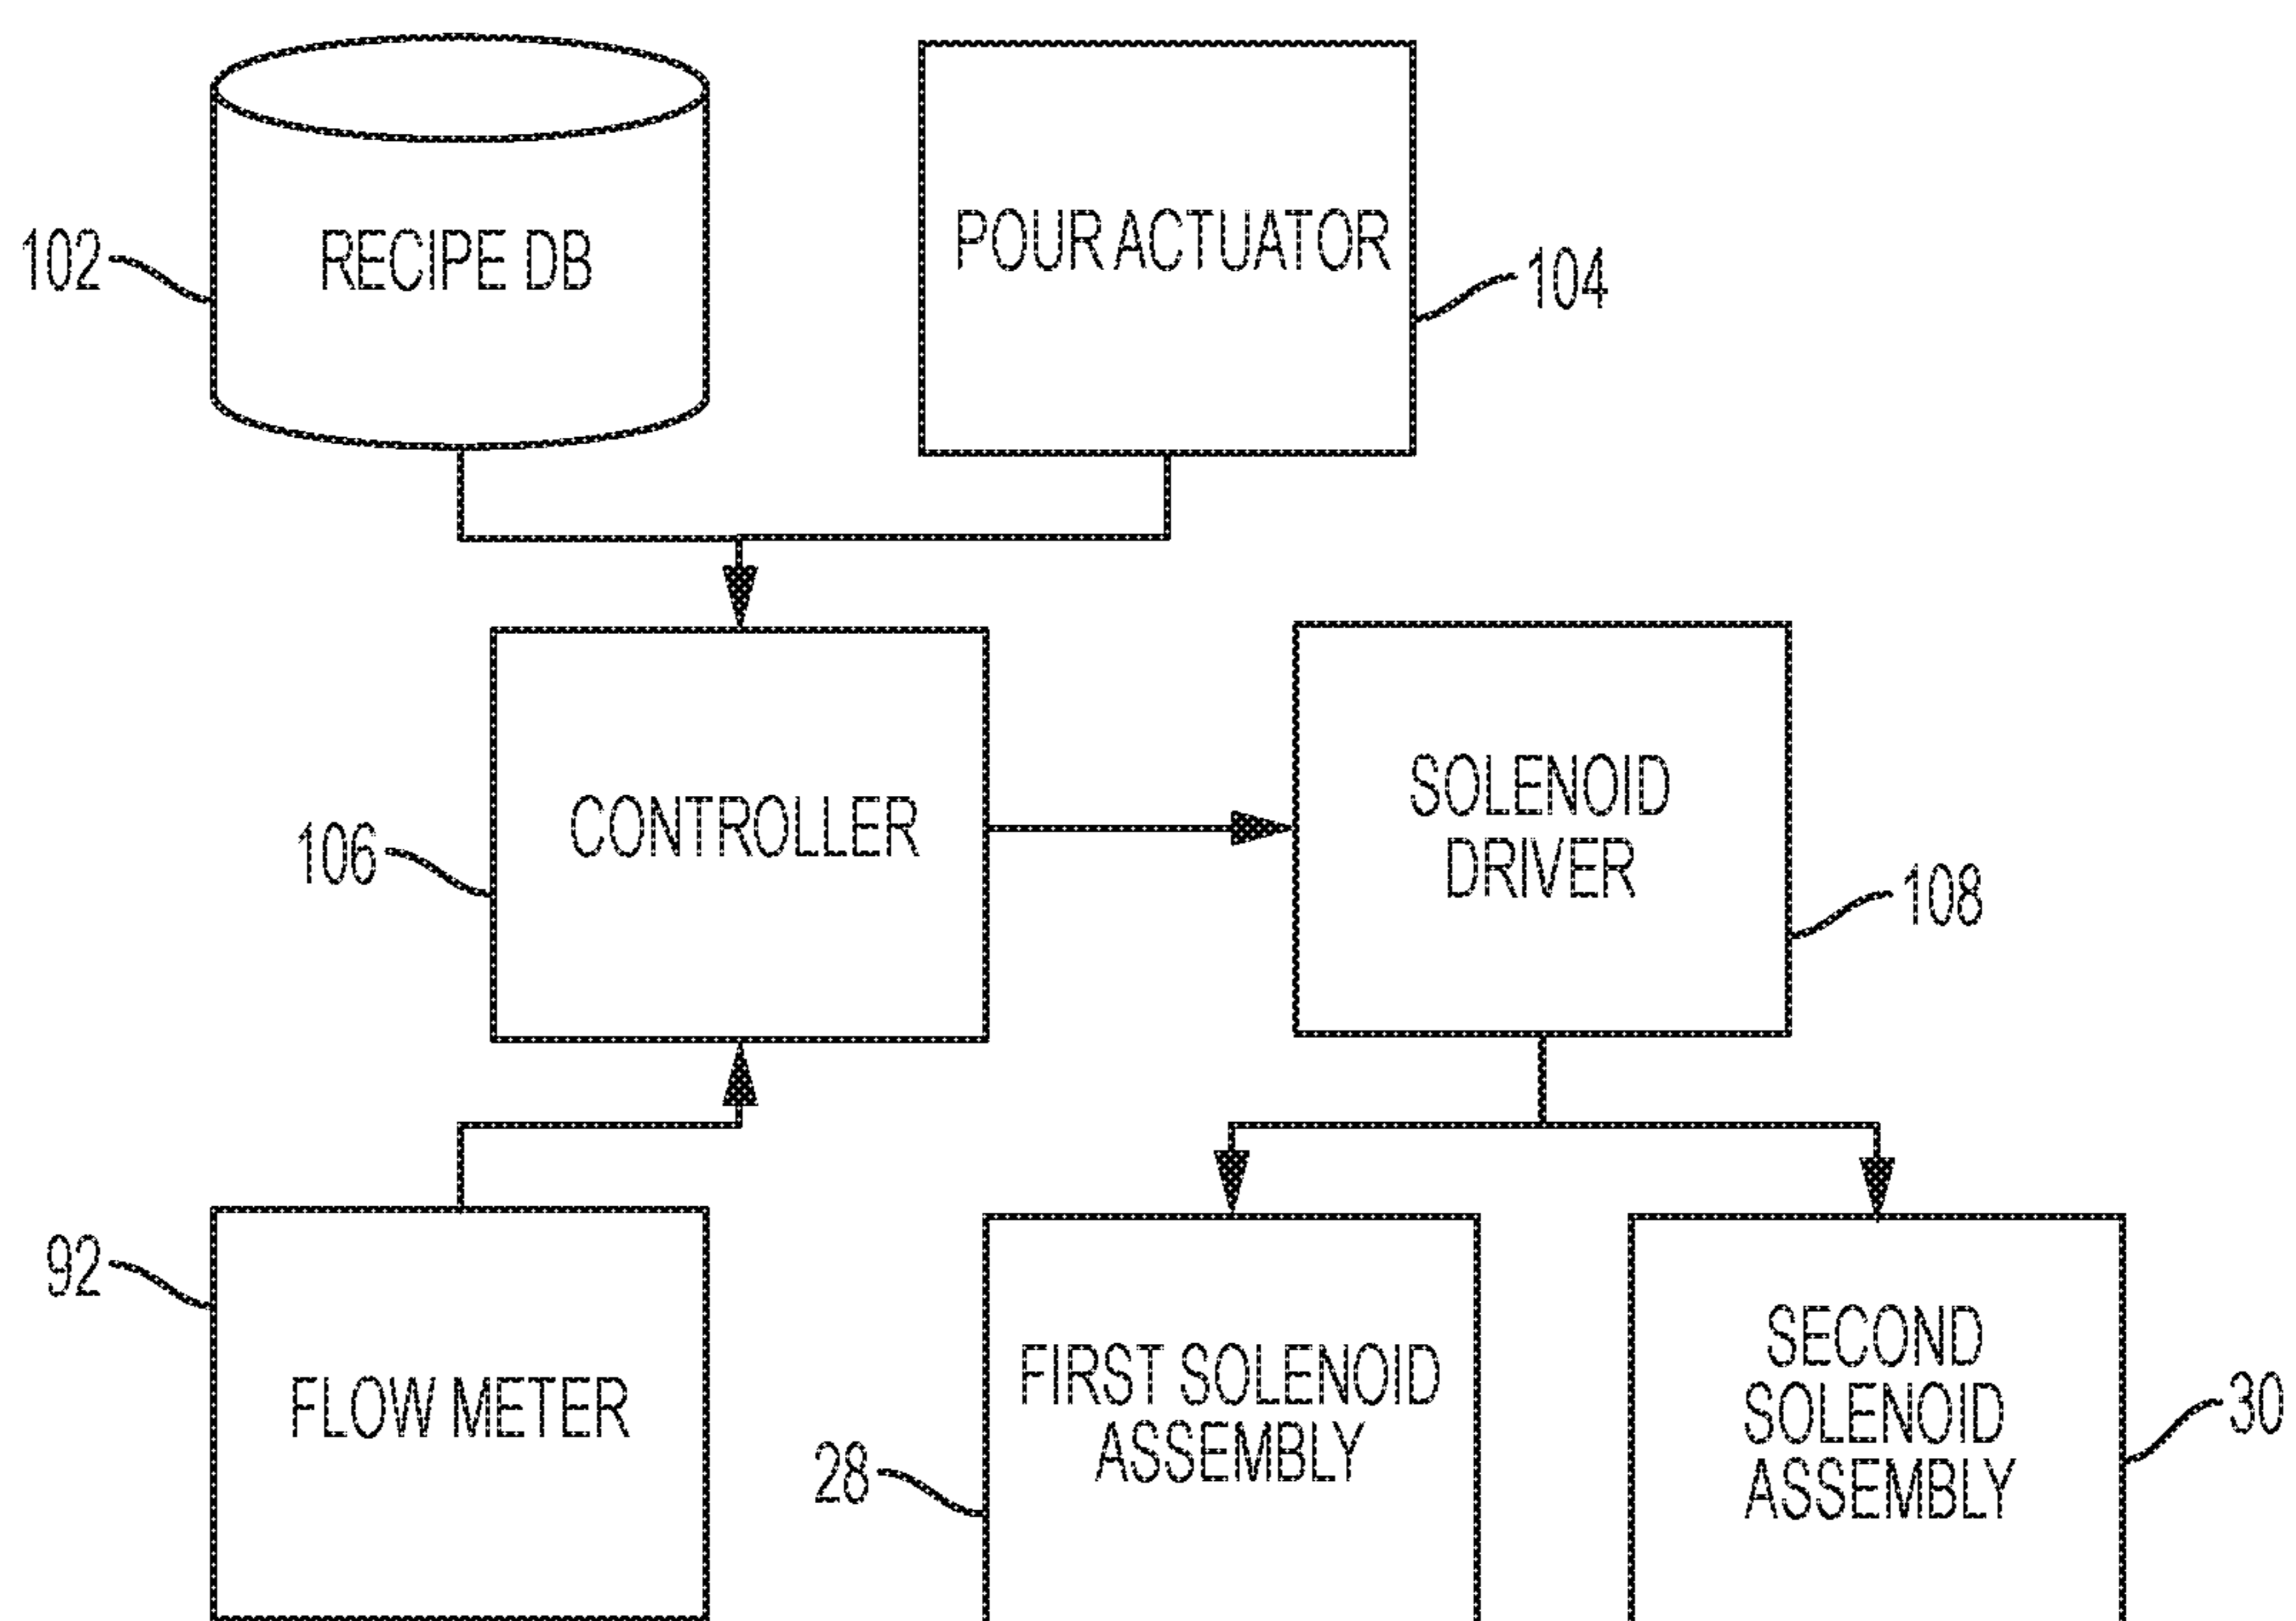 102
RECIPE DB
POUR ACTUATOR
104
106
CONTROLLER
SOLENOID
DRIVER
108
92
FLOW METER
28
FIRST SOLENOID
ASSEMBLY
SECOND
SOLENOID
ASSEMBLY
30